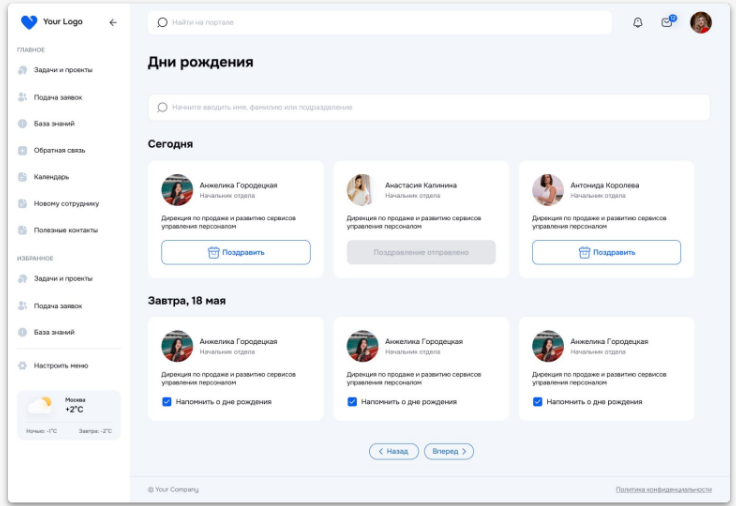 Your Logo
ГЛАВНОЕ
Задачи и проекты
Подача заявок
База знаний
Обратная связь
Календарь
Новому сотруднику
Полезные контакты
ИЗБРАННОЕ
Задачи и проекты
Подача заявок
База знаний
Настроить меню
Москва
+2°C
Ночью: -1°C Завтра: -2°C
Найти на портале
12
Дни рождения
Начните вводить имя, фамилию или подразделение
Сегодня
Анжелика Городецкая
Начальник отдела
Дирекция по продаже и развитию сервисов
управления персоналом
Поздравить
Анастасия Калинина
Начальник отдела
Дирекция по продаже и развитию сервисов
управления персоналом
Поздравление отправлено
Антонида Королева
Начальник отдела
Дирекция по продаже и развитию сервисов
управления персоналом
Поздравить
Завтра, 18 мая
Анжелика Городецкая
Начальник отдела
Дирекция по продаже и развитию сервисов
управления персоналом
Напомнить о дне рождения
Анжелика Городецкая
Начальник отдела
Дирекция по продаже и развитию сервисов
управления персоналом
Напомнить о дне рождения
Анжелика Городецкая
Начальник отдела
Дирекция по продаже и развитию сервисов
управления персоналом
Напомнить о дне рождения
Назад
Вперед
© Your Company
Политика конфиденциальности